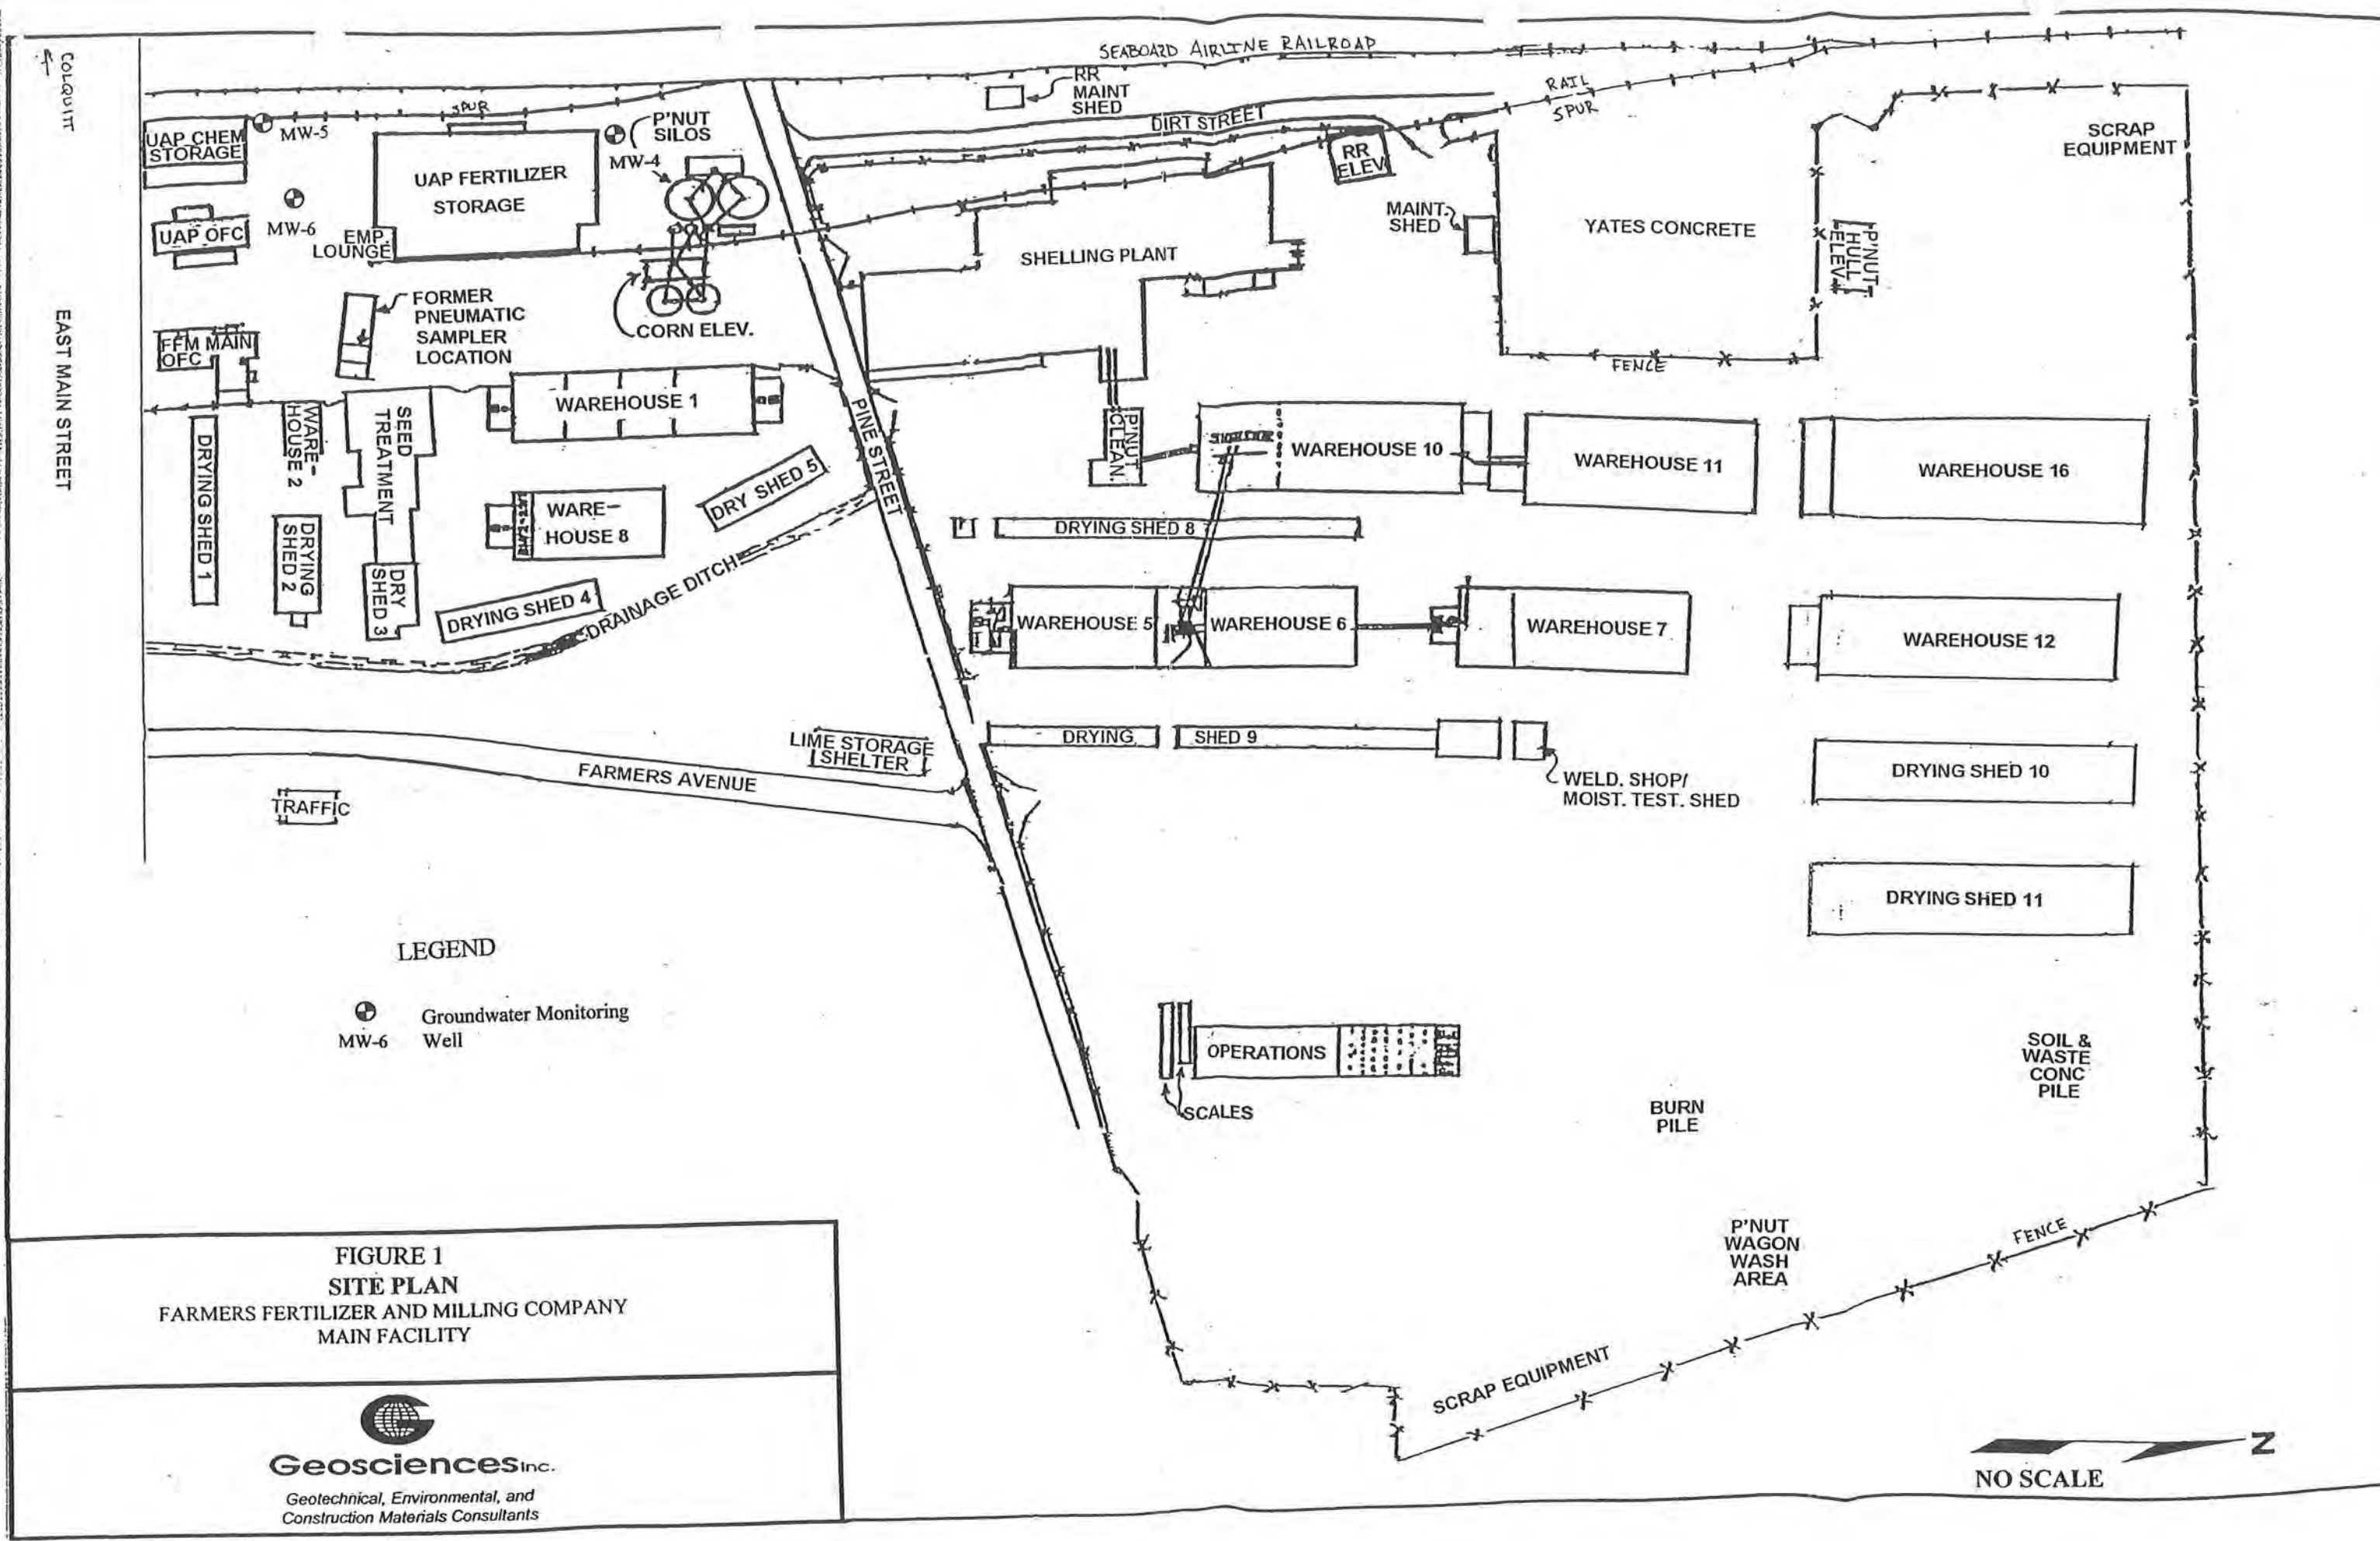 SEABOARD AIRLINE RAILROAD
COLQUITT
RR
MAINT
SHED
RAIL
SPUR
SPUR
DIRT STREET
SCRAP
EQUIPMENT
UAP CHEM
STORAGE
MW-5
P'NUT
SILOS
MW-4
UAP FERTILIZER
STORAGE
RR
ELEV
MAINT
SHED
YATES CONCRETE
P'NUT
HULL
ELEV
UAP OFC
MW-6
EMP
LOUNGE
SHELLING PLANT
FORMER
PNEUMATIC
SAMPLER
LOCATION
CORN ELEV.
FFM MAIN
OFC
EAST MAIN STREET
FENCE
WAREHOUSE 1
PINE STREET
P'NUT
CLEAN.
WAREHOUSE 10
WAREHOUSE 11
WAREHOUSE 16
DRYING SHED 1
WARE-
HOUSE 2
SEED
TREATMENT
DRY SHED 5
WARE-
HOUSE 8
DRYING SHED 8
DRYING
SHED 2
DRY
SHED 3
DRYING SHED 4
DRAINAGE DITCH
WAREHOUSE 5
WAREHOUSE 6
WAREHOUSE 7
WAREHOUSE 12
LIME STORAGE
SHELTER
DRYING
SHED 9
FARMERS AVENUE
WELD. SHOP/
MOIST. TEST. SHED
DRYING SHED 10
TRAFFIC
DRYING SHED 11
LEGEND
Groundwater Monitoring
MW-6 Well
OPERATIONS
SCALES
BURN
PILE
SOIL &
WASTE
CONC
PILE
P'NUT
WAGON
WASH
AREA
FENCE
SCRAP EQUIPMENT
FIGURE 1
SITE PLAN
FARMERS FERTILIZER AND MILLING COMPANY
MAIN FACILITY
Geosciences Inc.
Geotechnical, Environmental, and
Construction Materials Consultants
N
NO SCALE